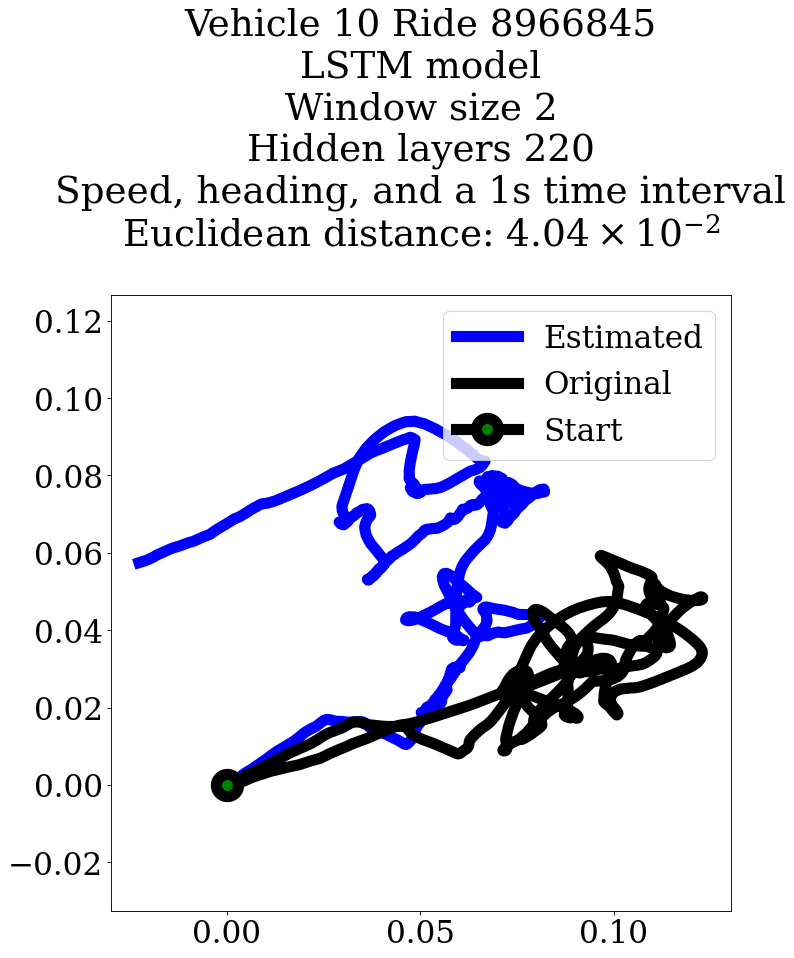 Vehicle 10 Ride 8966845
LSTM model
Window size 2
Hidden layers 220
Speed, heading, and a 1s time interval
Euclidean distance: 4.04 × 10⁻²
0.12
0.10
0.08
0.06
0.04
0.02
0.00
−0.02
Estimated
Original
Start
0.00
0.05
0.10